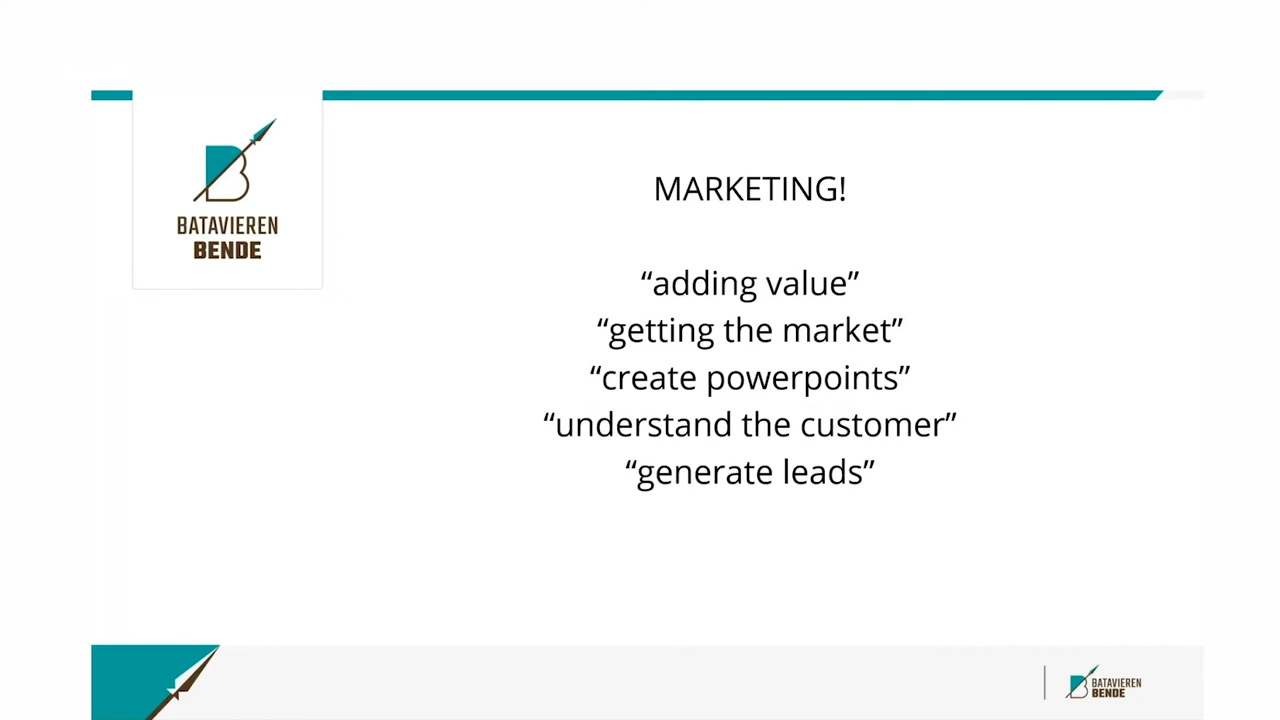 BATAVIEREN
BENDE
MARKETING!
“adding value”
“getting the market”
“create powerpoints”
“understand the customer”
“generate leads”
BATAVIEREN
BENDE